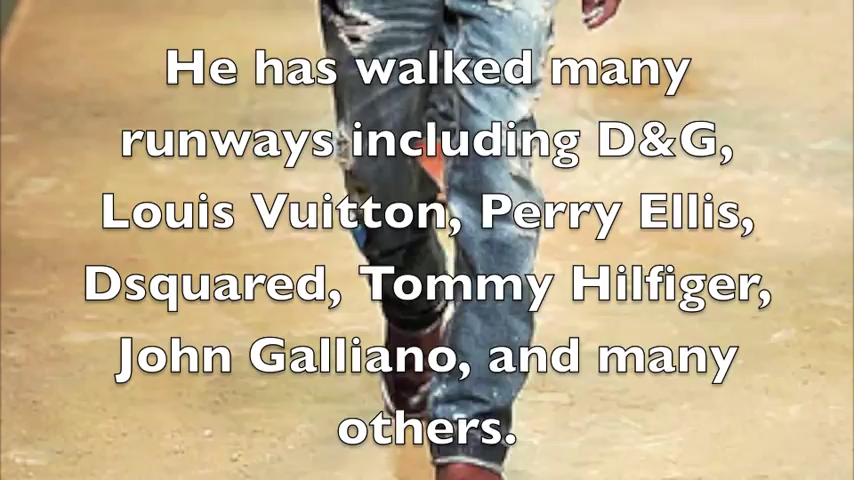 He has walked many
runways including D&G,
Louis Vuitton, Perry Ellis,
Dsquared, Tommy Hilfiger,
John Galliano, and many
others.